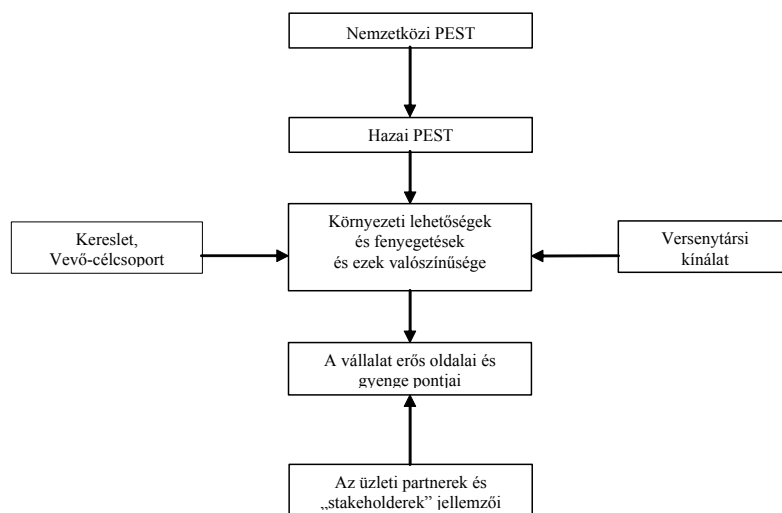 Nemzetközi PEST
Hazai PEST
Környezeti lehetőségek
és fenyegetések
és ezek valószínűsége
Kereslet,
Vevő-célcsoport
Versenytársi
kínálat
A vállalat erős oldalai és
gyenge pontjai
Az üzleti partnerek és
„stakeholderek” jellemzői